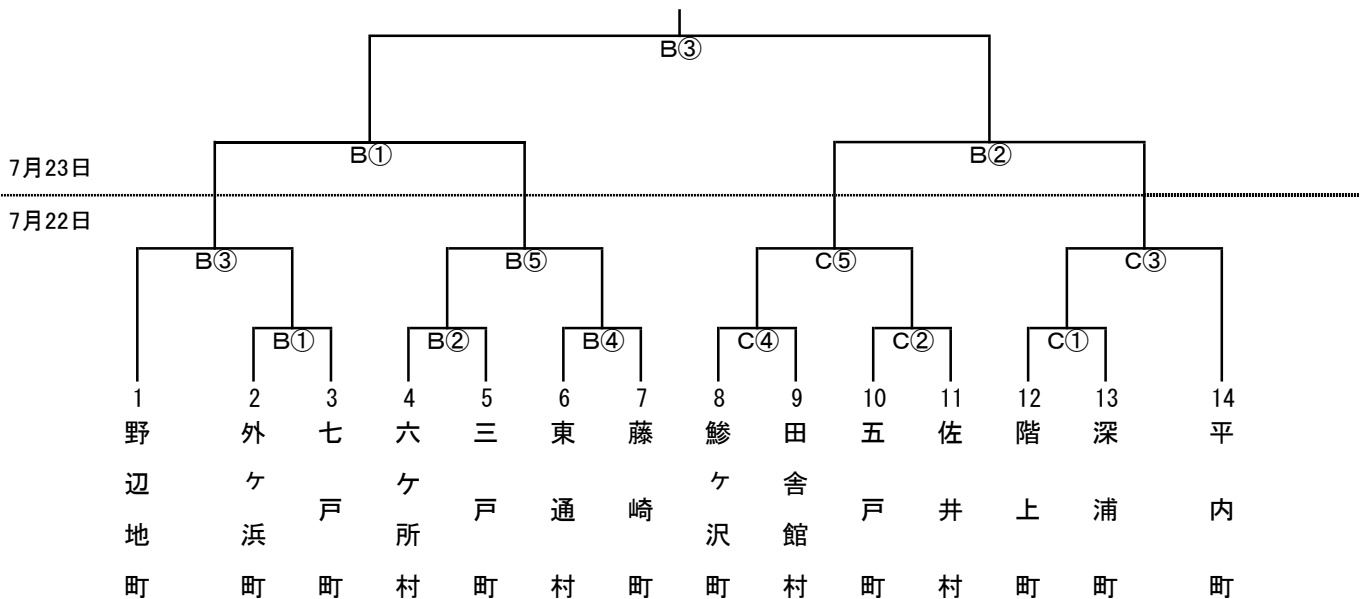 B③
B① B②
7月23日
7月22日
B③ B⑤ C⑤ C③
B① B② B④ C④ C② C①
1 2 3 4 5 6 7 8 9 10 11 12 13 14
野辺地町
外ヶ浜町
七戸町
六ケ所村
三戸町
東通村
藤崎町
鰺ヶ沢町
田舎館村
五戸町
佐井村
階上町
深浦町
平内町